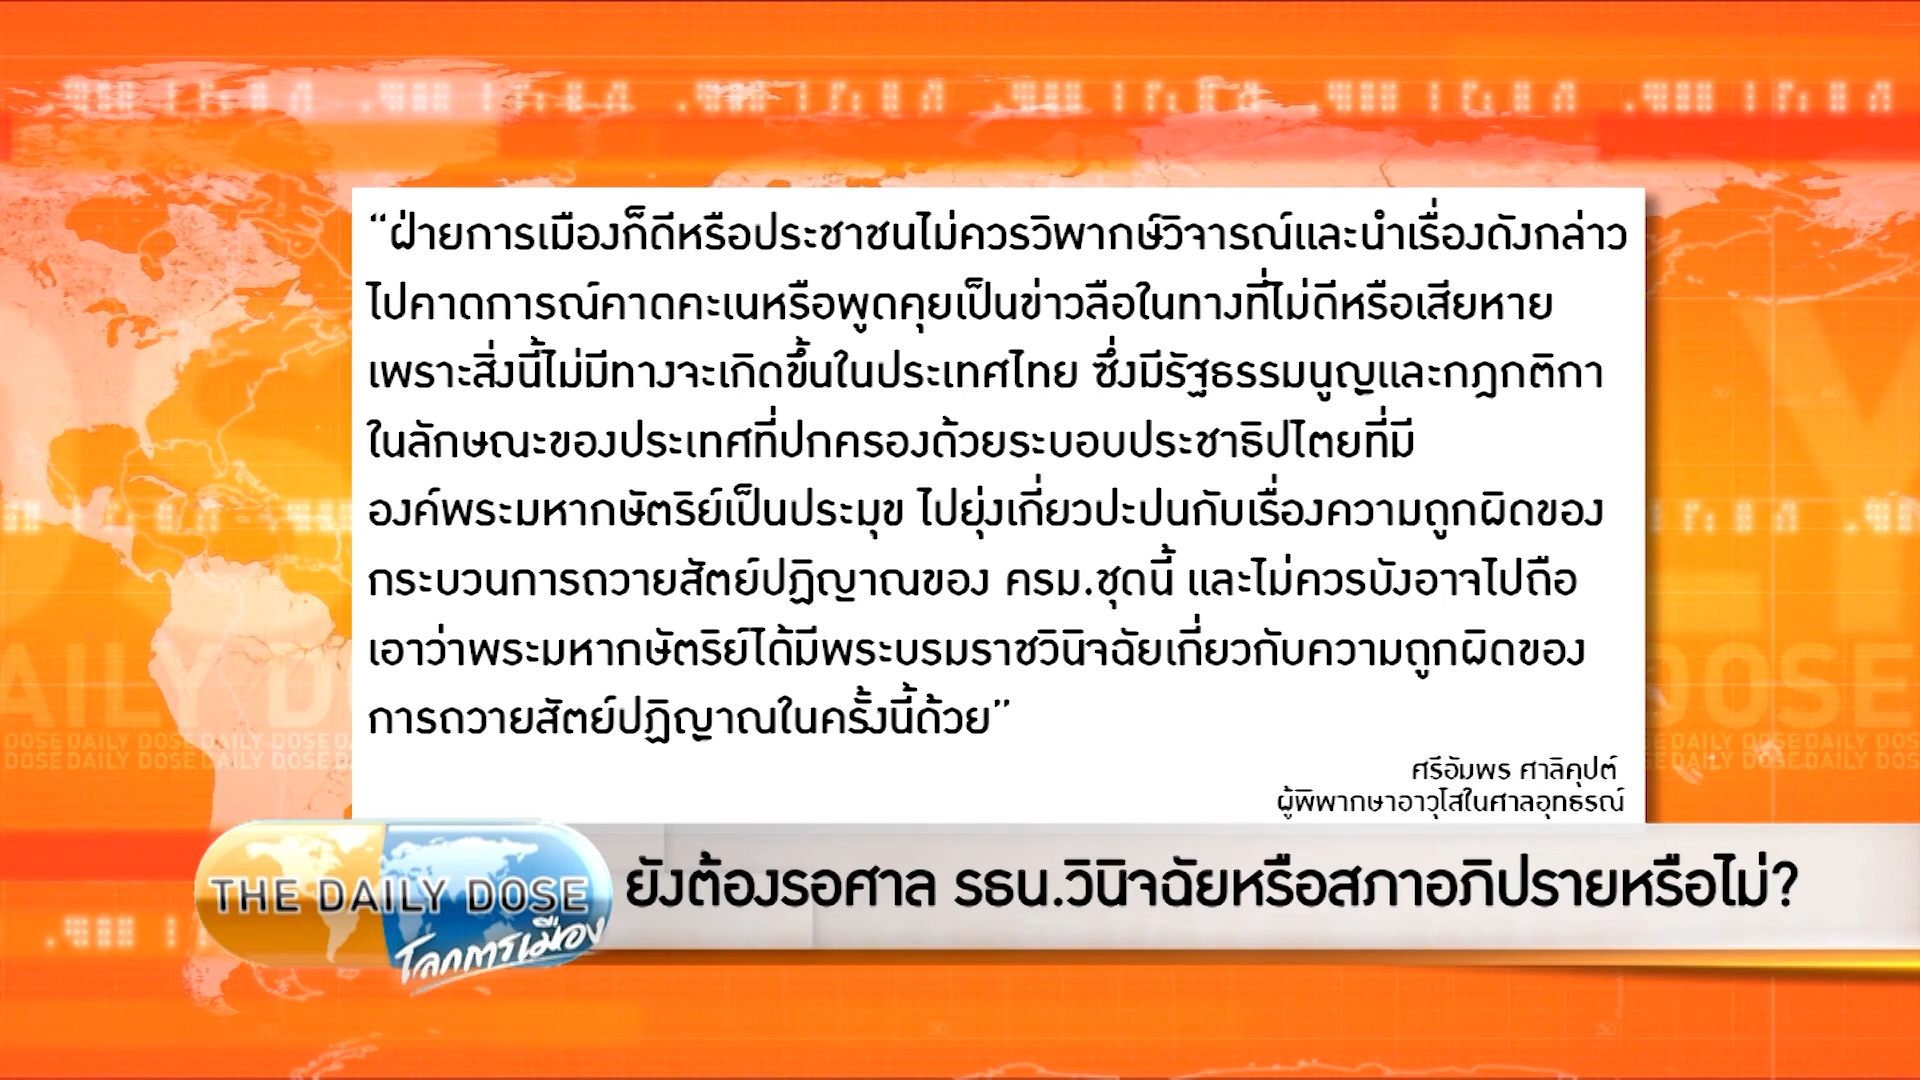 “ฝ่ายการเมืองก็ดีหรือประชาชนไม่ควรวิพากษ์วิจารณ์และนำเรื่องดังกล่าว
ไปคาดการณ์คาดคะเนหรือพูดคุยเป็นข่าวลือในทางที่ไม่ดีหรือเสียหาย
เพราะสิ่งนี้ไม่มีทางจะเกิดขึ้นในประเทศไทย ซึ่งมีรัฐธรรมนูญและกฎกติกา
ในลักษณะของประเทศที่ปกครองด้วยระบอบประชาธิปไตยที่มี
องค์พระมหากษัตริย์เป็นประมุข ไปยุ่งเกี่ยวปะปนกับเรื่องความถูกผิดของ
กระบวนการถวายสัตย์ปฏิญาณของ ครม.ชุดนี้ และไม่ควรบังอาจไปถือ
เอาว่าพระมหากษัตริย์ได้มีพระบรมราชวินิจฉัยเกี่ยวกับความถูกผิดของ
การถวายสัตย์ปฏิญาณในครั้งนี้ด้วย”
ศรีอัมพร ศาลิคุปต์
ผู้พิพากษาอาวุโสในศาลอุทธรณ์
THE DAILY DOSE
โลกการเมือง
ยังต้องรอศาล รธน.วินิจฉัยหรือสภาอภิปรายหรือไม่?